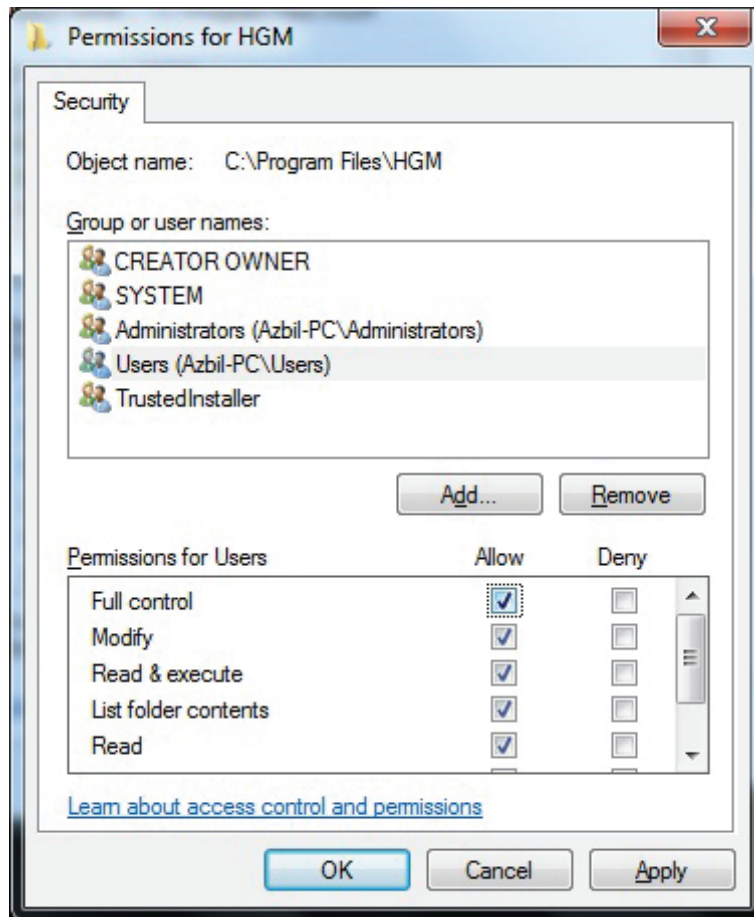 Permissions for HGM
Security
Object name: C:\Program Files\HGM
Group or user names:
CREATOR OWNER
SYSTEM
Administrators (Azbil-PC\Administrators)
Users (Azbil-PC\Users)
TrustedInstaller
Add... Remove
Permissions for Users Allow Deny
Full control
Modify
Read & execute
List folder contents
Read
Learn about access control and permissions
OK Cancel Apply